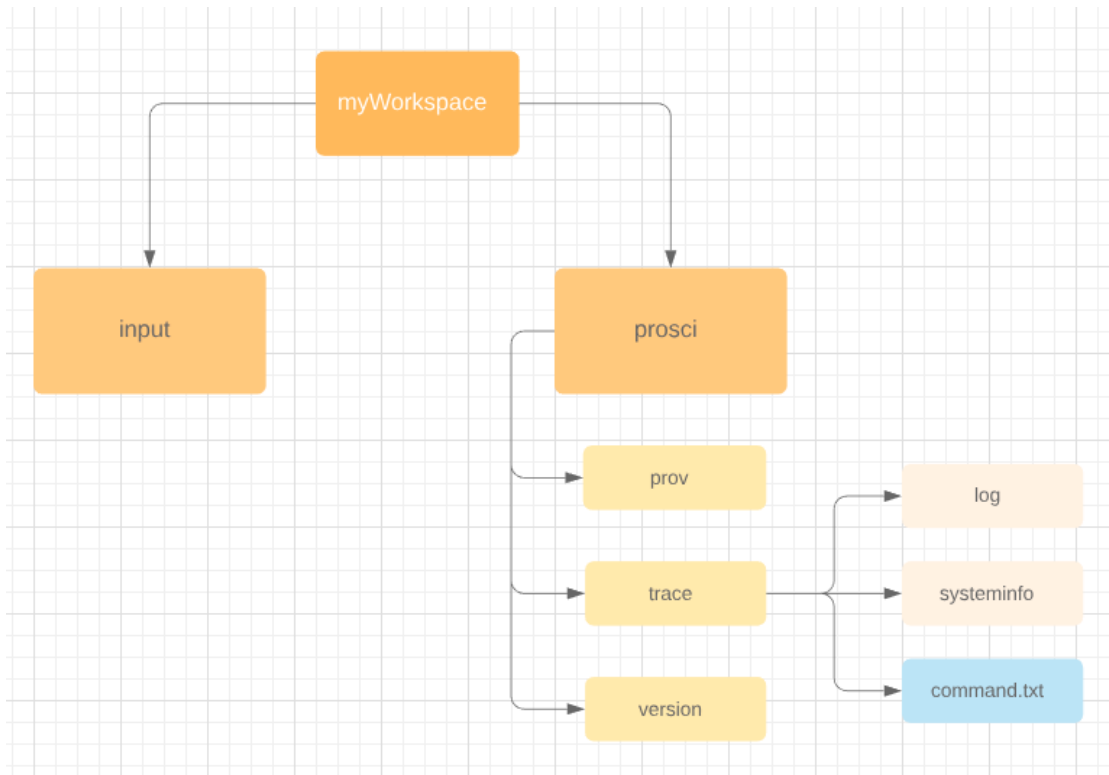 myWorkspace
input
prosci
prov
trace
version
log
systeminfo
command.txt